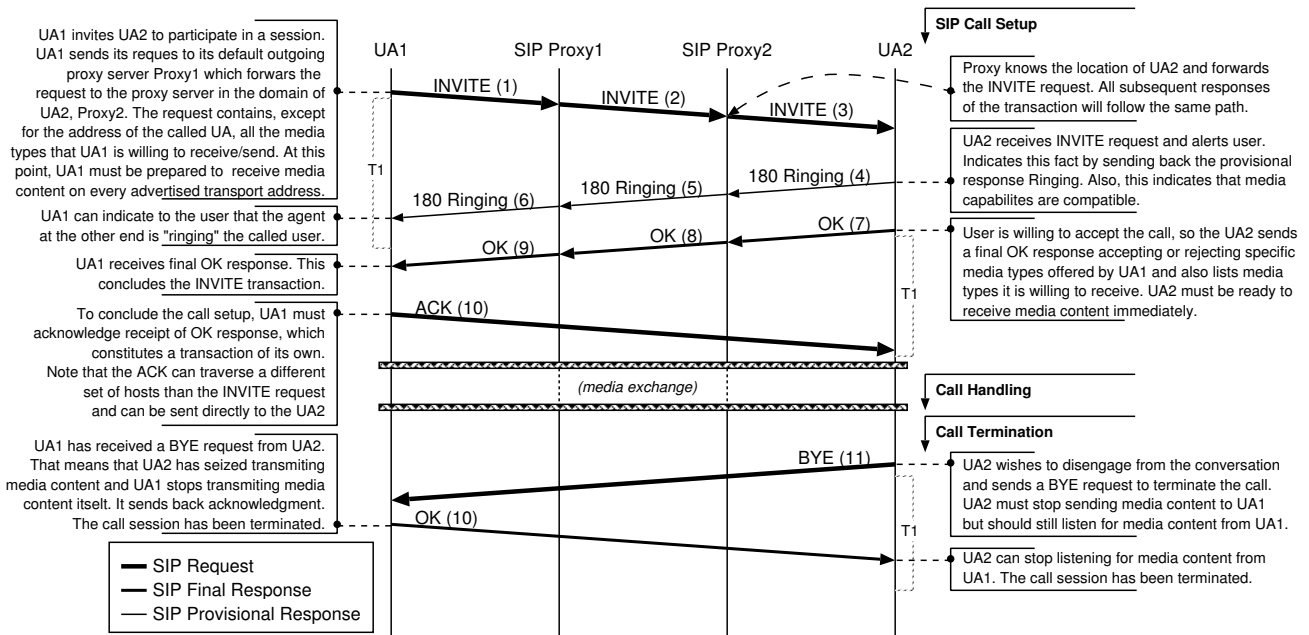 UA1 invites UA2 to participate in a session.
UA1 sends its reques to its default outgoing
proxy server Proxy1 which forwars the
request to the proxy server in the domain of
UA2, Proxy2. The request contains, except
for the address of the called UA, all the media
types that UA1 is willing to receive/send. At this
point, UA1 must be prepared to receive media
content on every advertised transport address.
UA1 can indicate to the user that the agent
at the other end is "ringing" the called user.
UA1 receives final OK response. This
concludes the INVITE transaction.
To conclude the call setup, UA1 must
acknowledge receipt of OK response, which
constitutes a transaction of its own.
Note that the ACK can traverse a different
set of hosts than the INVITE request
and can be sent directly to the UA2
UA1 has received a BYE request from UA2.
That means that UA2 has seized transmiting
media content and UA1 stops transmiting media
content itselt. It sends back acknowledgment.
The call session has been terminated.
UA1
SIP Proxy1
SIP Proxy2
UA2
INVITE (1)
INVITE (2)
INVITE (3)
T1
180 Ringing (4)
180 Ringing (5)
180 Ringing (6)
OK (7)
OK (8)
OK (9)
T1
ACK (10)
(media exchange)
BYE (11)
OK (10)
T1
SIP Call Setup
Proxy knows the location of UA2 and forwards
the INVITE request. All subsequent responses
of the transaction will follow the same path.
UA2 receives INVITE request and alerts user.
Indicates this fact by sending back the provisional
response Ringing. Also, this indicates that media
capabilites are compatible.
User is willing to accept the call, so the UA2 sends
a final OK response accepting or rejecting specific
media types offered by UA1 and also lists media
types it is willing to receive. UA2 must be ready to
receive media content immediately.
Call Handling
Call Termination
UA2 wishes to disengage from the conversation
and sends a BYE request to terminate the call.
UA2 must stop sending media content to UA1
but should still listen for media content from UA1.
UA2 can stop listening for media content from
UA1. The call session has been terminated.
SIP Request
SIP Final Response
SIP Provisional Response